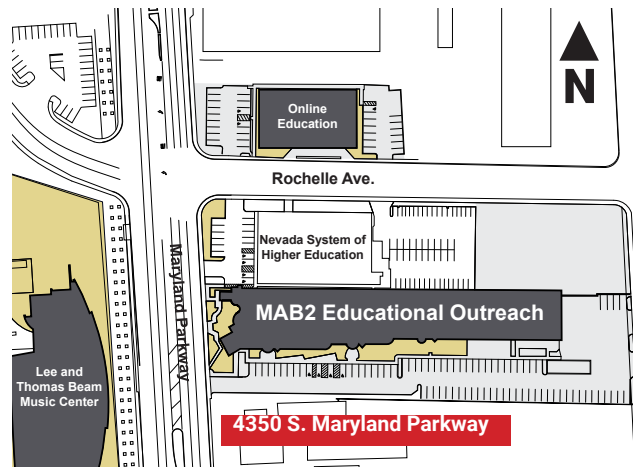 Online
Education
N
Rochelle Ave.
Nevada System of
Higher Education
Maryland Parkway
MAB2 Educational Outreach
Lee and
Thomas Beam
Music Center
4350 S. Maryland Parkway